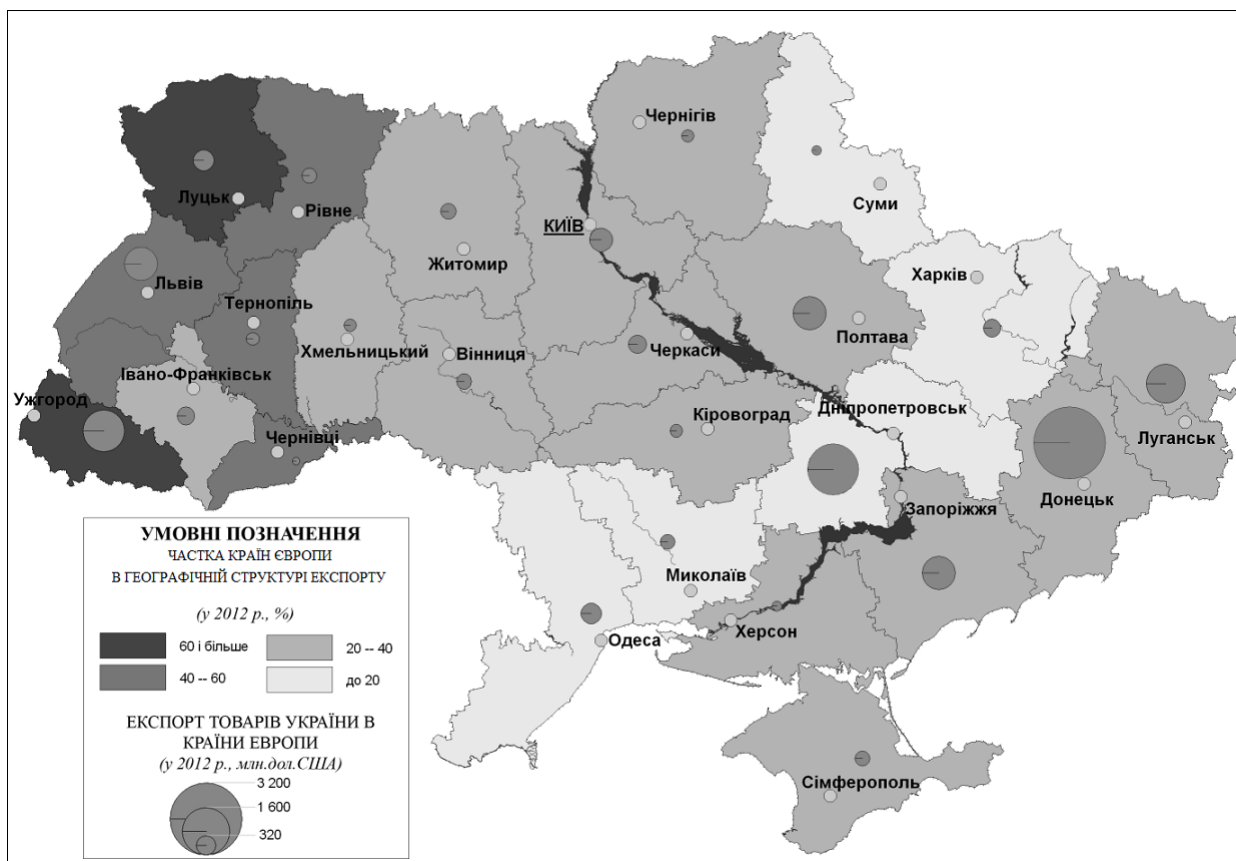 Чернігів
Суми
Луцьк
Рівне
КИЇВ
Житомир
Харків
Львів
Тернопіль
Полтава
Хмельницький
Вінниця
Черкаси
Івано-Франківськ
Ужгород
Кіровоград
Дніпропетровськ
Чернівці
Луганськ
Донецьк
Запоріжжя
Миколаїв
Херсон
Одеса
Сімферополь
УМОВНІ ПОЗНАЧЕННЯ
ЧАСТКА КРАЇН ЄВРОПИ
В ГЕОГРАФІЧНІЙ СТРУКТУРІ ЕКСПОРТУ
(у 2012 р., %)
60 і більше
20 -- 40
40 -- 60
до 20
ЕКСПОРТ ТОВАРІВ УКРАЇНИ В
КРАЇНИ ЕВРОПИ
(у 2012 р., млн.дол.США)
3 200
1 600
320